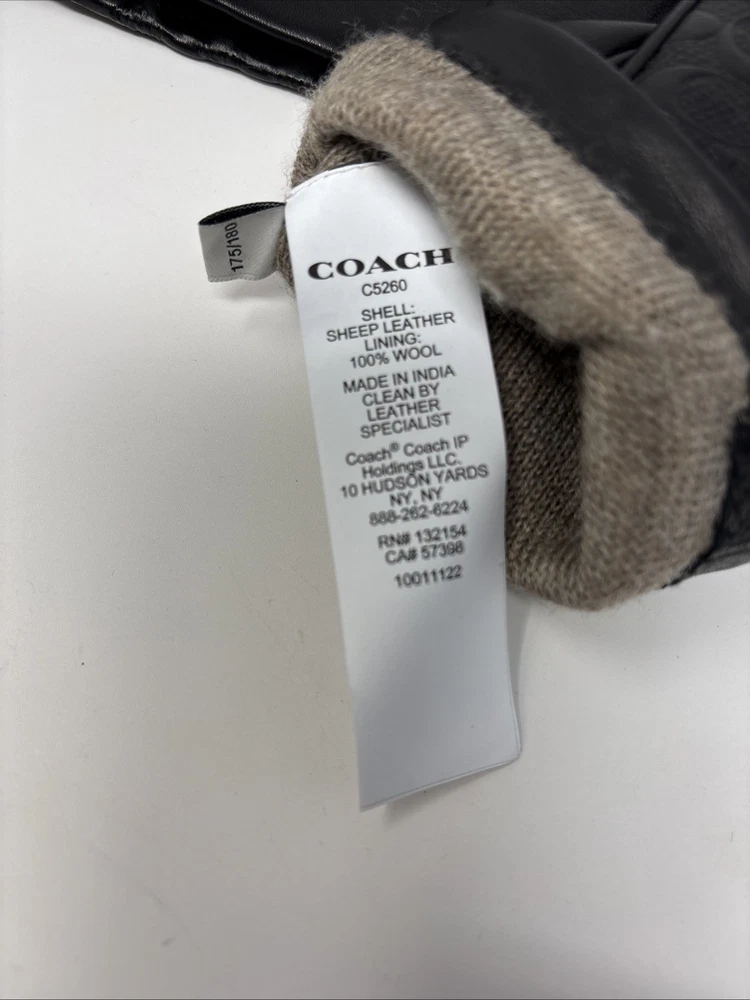 175/180
COACH
C5260
SHELL:
SHEEP LEATHER
LINING:
100% WOOL
MADE IN INDIA
CLEAN BY
LEATHER
SPECIALIST
Coach® Coach IP
Holdings LLC.
10 HUDSON YARDS
NY, NY
888-262-6224
RN# 132154
CA# 57398
10011122